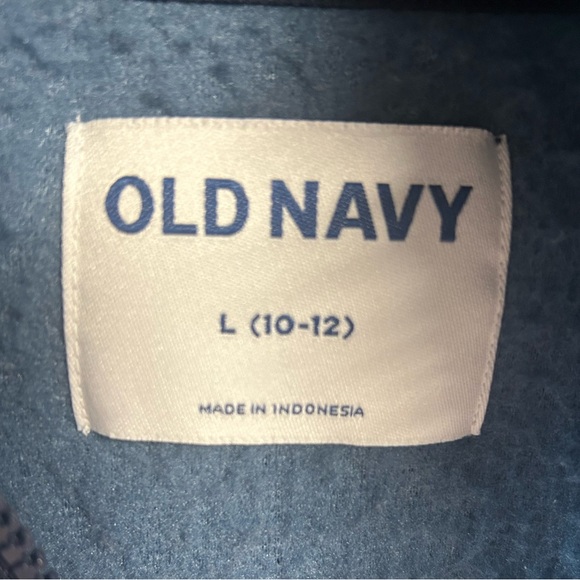 OLD NAVY
L (10-12)
MADE IN INDONESIA